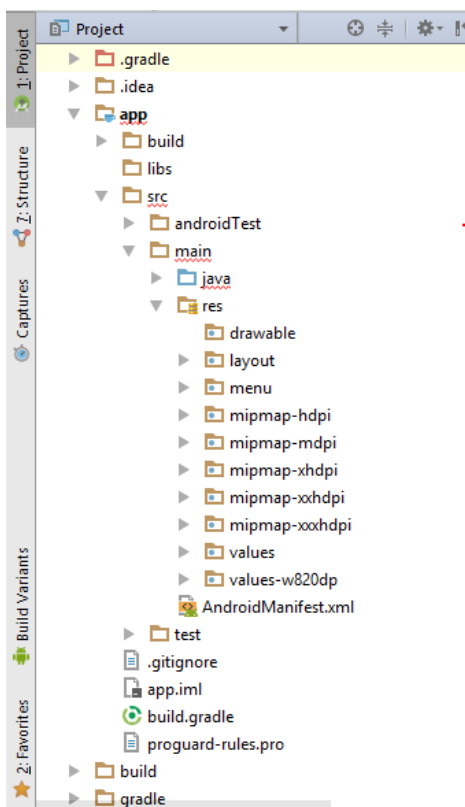 Project
.gradle
.idea
app
build
libs
src
androidTest
main
java
res
drawable
layout
menu
mipmap-hdpi
mipmap-mdpi
mipmap-xhdpi
mipmap-xxhdpi
mipmap-xxxhdpi
values
values-w820dp
AndroidManifest.xml
test
.gitignore
app.iml
build.gradle
proguard-rules.pro
build
gradle
1: Project
7: Structure
Captures
Build Variants
2: Favorites